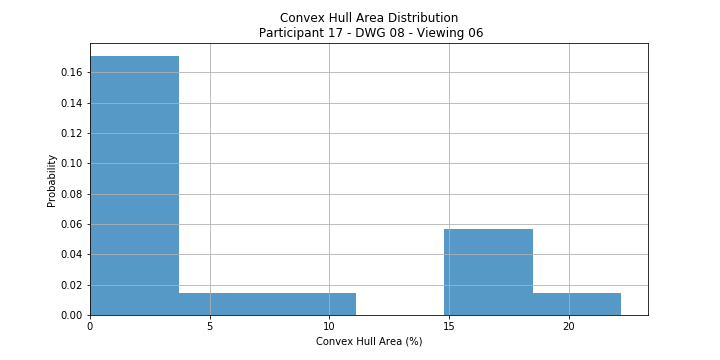 Convex Hull Area Distribution
Participant 17 - DWG 08 - Viewing 06
0.16
0.14
0.12
0.10
0.08
0.06
0.04
0.02
0.00
Probability
0 5 10 15 20
Convex Hull Area (%)